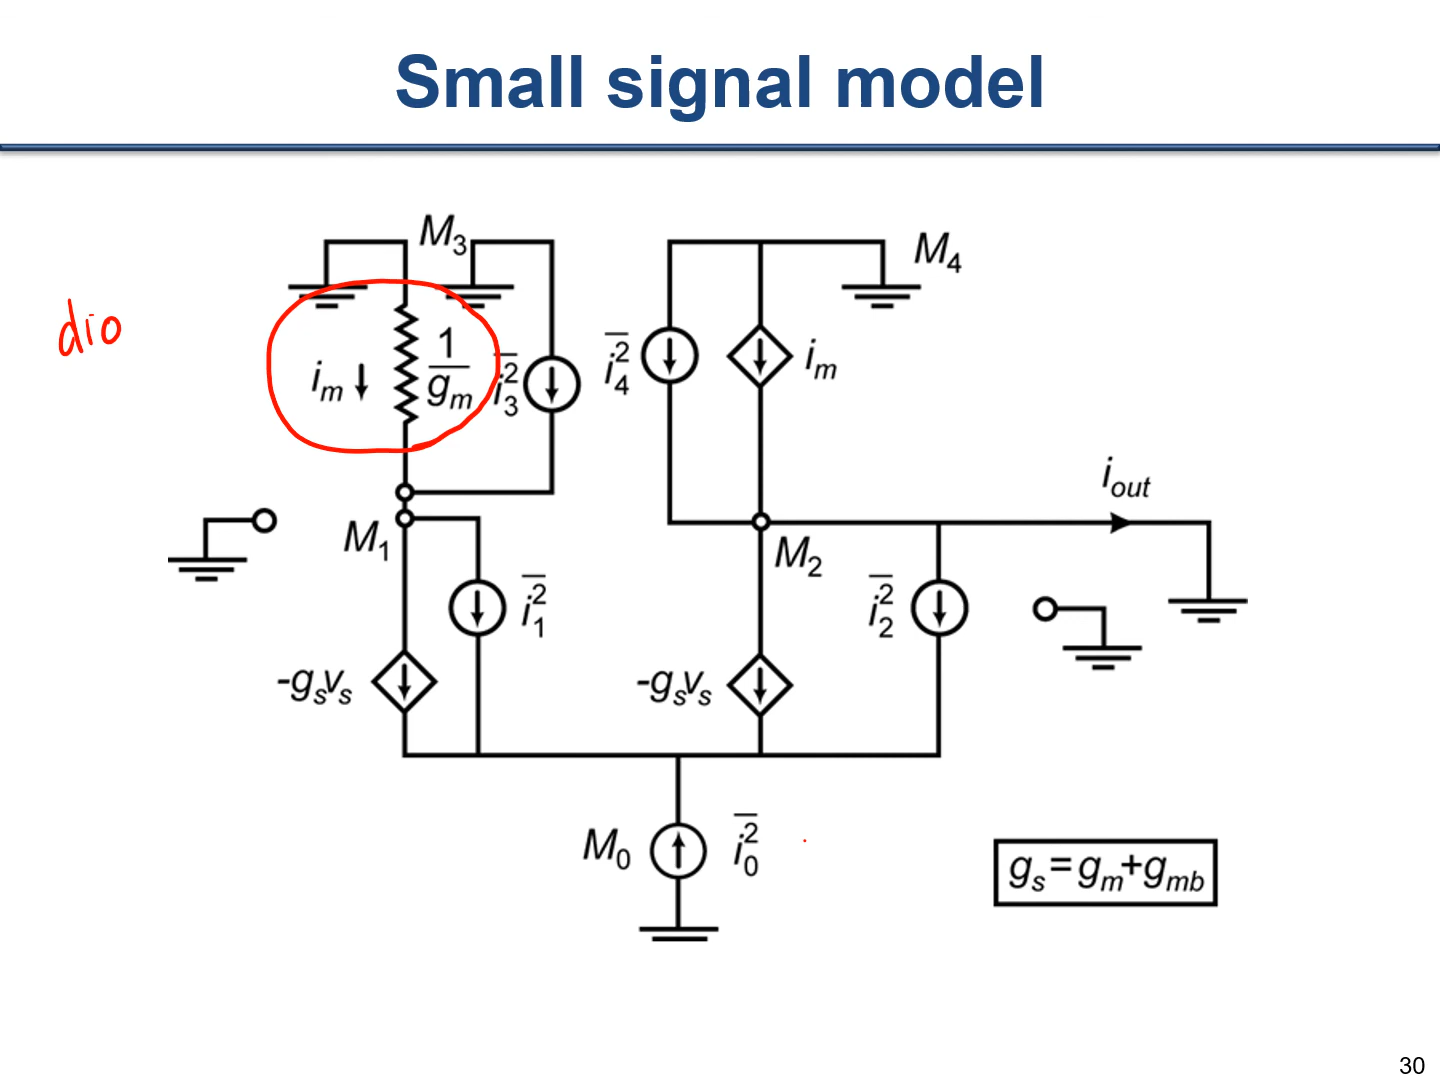 Small signal model
M3
M4
dio
im
1
gm
i3²
i4²
im
iout
M1
M2
i1²
i2²
-gsvs
-gsvs
M0
i0²
gs=gm+gmb
30